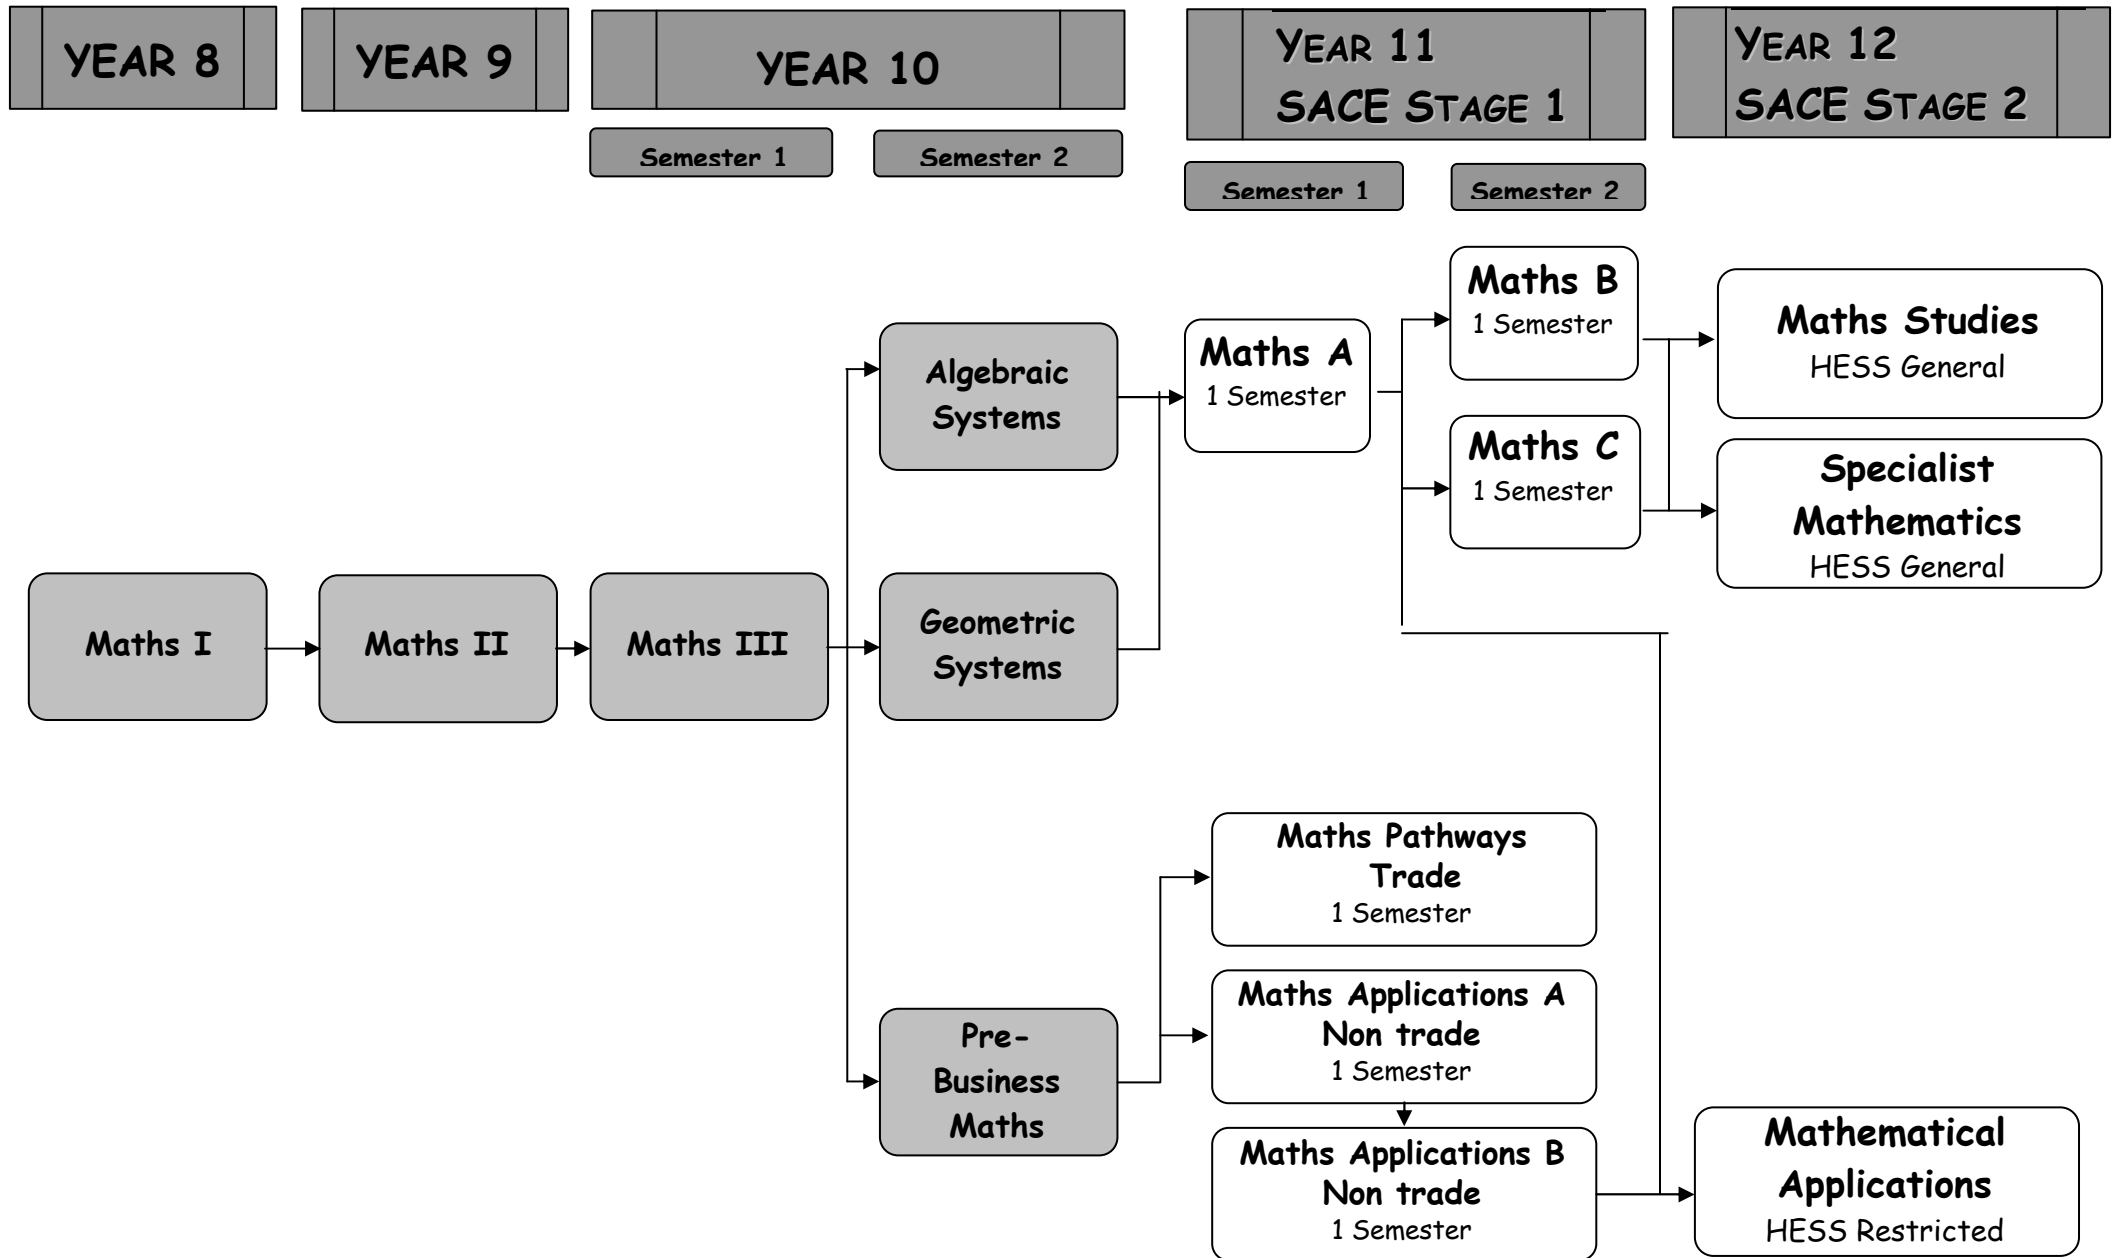 YEAR 8
YEAR 9
YEAR 10
YEAR 11
SACE STAGE 1
YEAR 12
SACE STAGE 2
Semester 1
Semester 2
Semester 1
Semester 2
Maths B
1 Semester
Maths Studies
HESS General
Algebraic
Systems
Maths A
1 Semester
Maths C
1 Semester
Specialist
Mathematics
HESS General
Maths I
Maths II
Maths III
Geometric
Systems
Maths Pathways
Trade
1 Semester
Maths Applications A
Non trade
1 Semester
Pre-
Business
Maths
Maths Applications B
Non trade
1 Semester
Mathematical
Applications
HESS Restricted